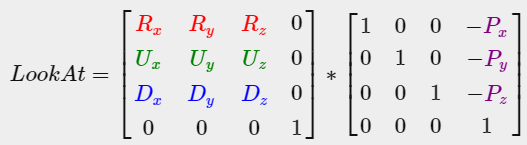 LookAt = [ R_x R_y R_z 0 ] * [ 1 0 0 -P_x ]
[ U_x U_y U_z 0 ] [ 0 1 0 -P_y ]
[ D_x D_y D_z 0 ] [ 0 0 1 -P_z ]
[ 0 0 0 1 ] [ 0 0 0 1 ]